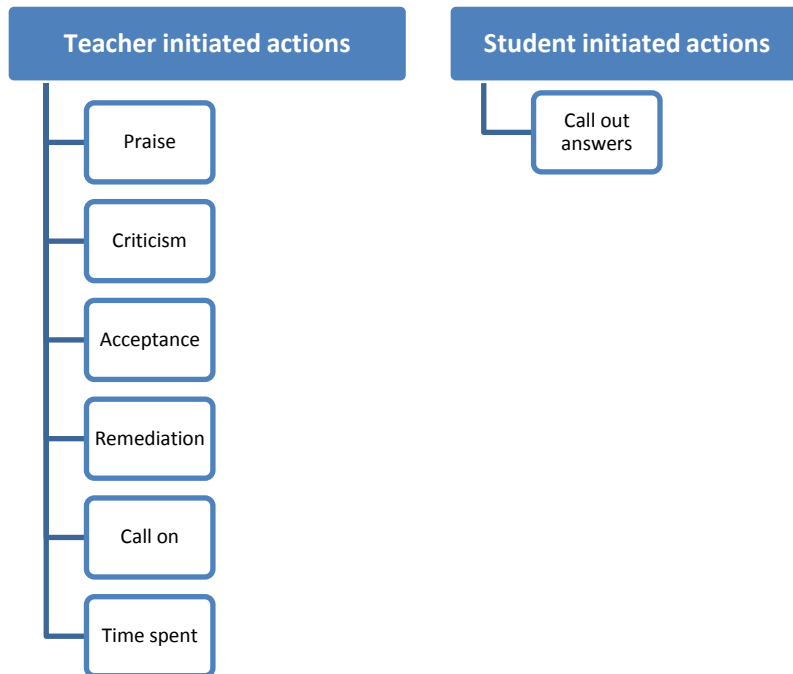 Teacher initiated actions
Praise
Criticism
Acceptance
Remediation
Call on
Time spent
Student initiated actions
Call out
answers